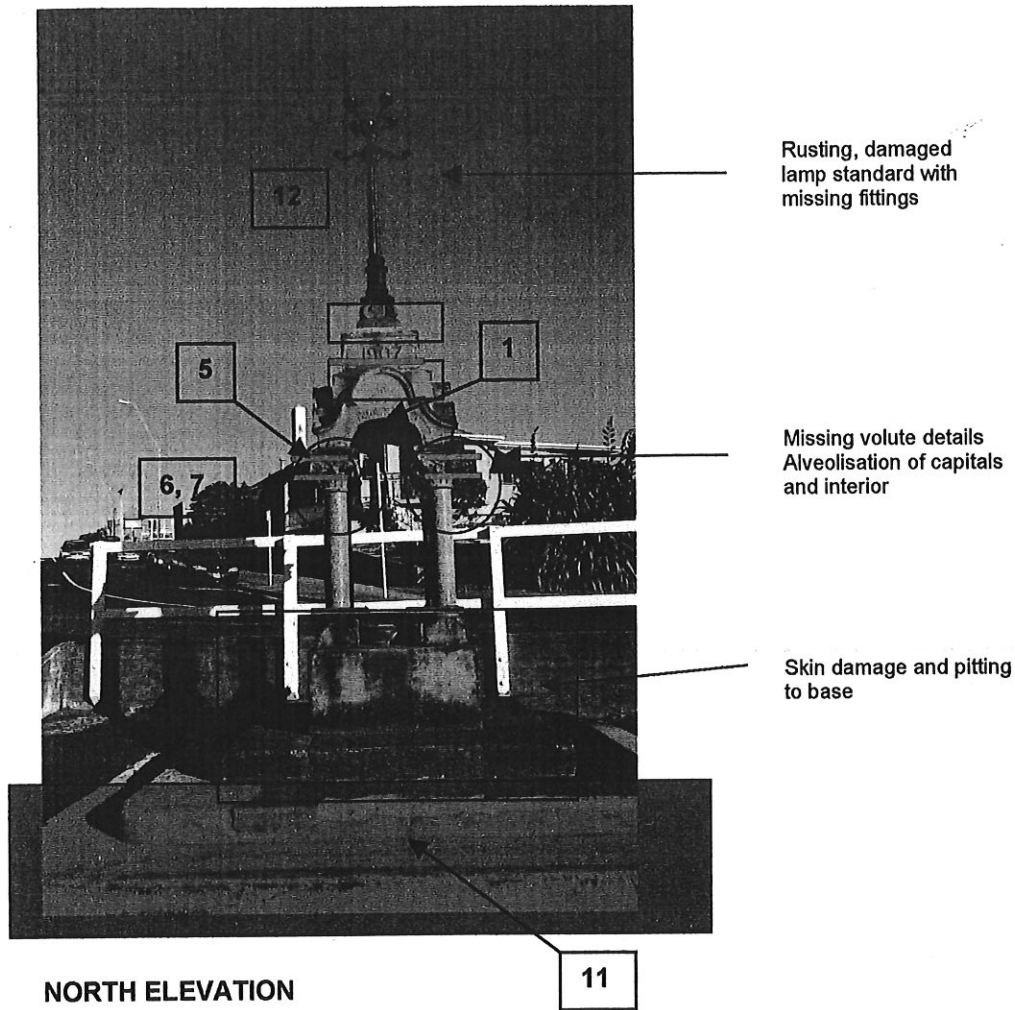 Rusting, damaged
lamp standard with
missing fittings
12
1907
1
5
Missing volute details
Alveolisation of capitals
and interior
6, 7
Skin damage and pitting
to base
11
NORTH ELEVATION